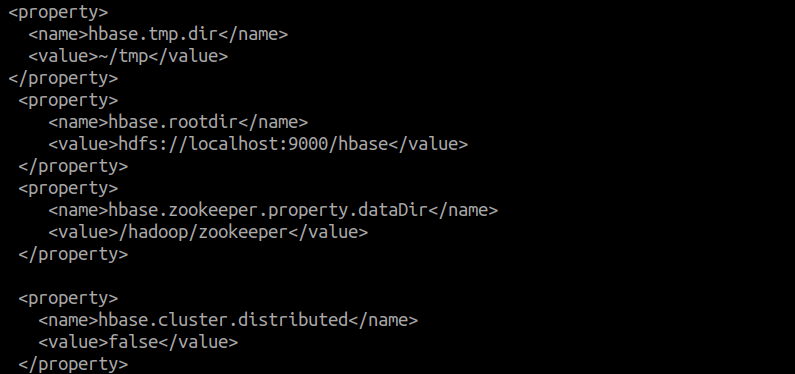 <property>
<name>hbase.tmp.dir</name>
<value>~/tmp</value>
</property>
<property>
<name>hbase.rootdir</name>
<value>hdfs://localhost:9000/hbase</value>
</property>
<property>
<name>hbase.zookeeper.property.dataDir</name>
<value>/hadoop/zookeeper</value>
</property>
<property>
<name>hbase.cluster.distributed</name>
<value>false</value>
</property>